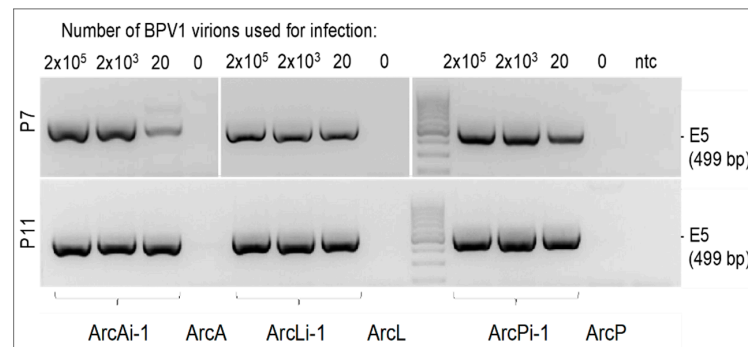 Number of BPV1 virions used for infection:
2x10⁵ 2x10³ 20 0 2x10⁵ 2x10³ 20 0 2x10⁵ 2x10³ 20 0 ntc
P7
- E5
(499 bp)
P11
- E5
(499 bp)
ArcAi-1 ArcA ArcLi-1 ArcL ArcPi-1 ArcP